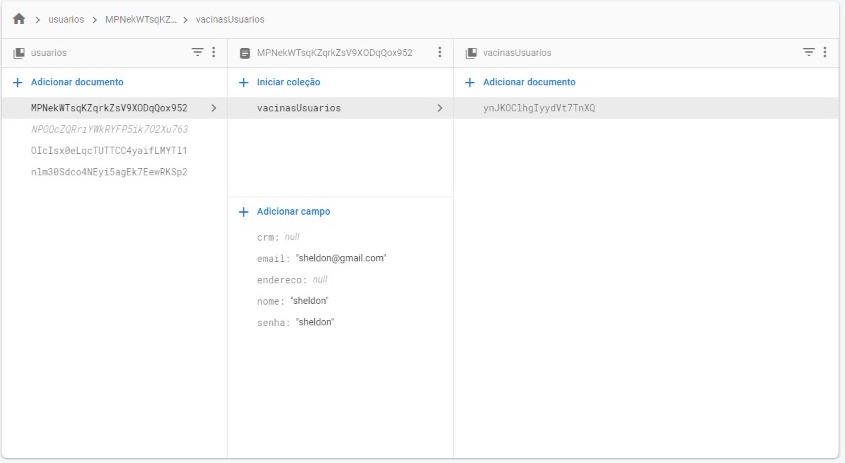 usuarios > MPNekWTsqKZ... > vacinasUsuarios
usuarios
Adicionar documento
MPNekWTsqKZqrkZsV9XODqQox952
NPOQcZQRriYWkRYFP5ik7O2Xu763
OIcIsx0eLqcTUTTCC4yaifLMYTl1
nlm30Sdco4NEyi5agEk7EewRKSp2
MPNekWTsqKZqrkZsV9XODqQox952
Iniciar coleção
vacinasUsuarios
Adicionar campo
crm: null
email: "sheldon@gmail.com"
endereco: null
nome: "sheldon"
senha: "sheldon"
vacinasUsuarios
Adicionar documento
ynJKOClhgIyydVt7TnXQ